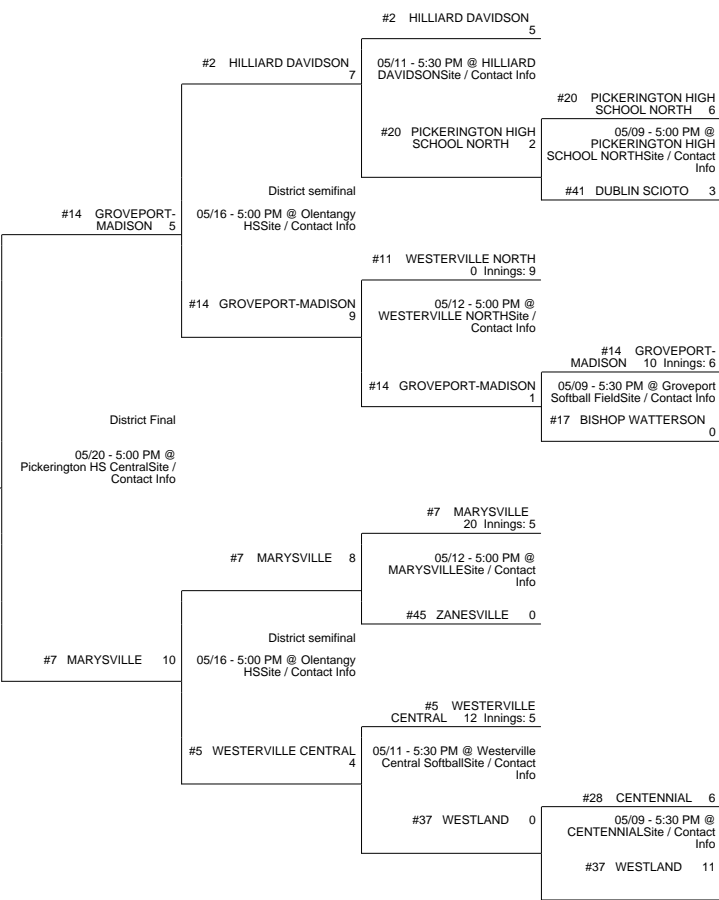 #2 HILLIARD DAVIDSON
5
#2 HILLIARD DAVIDSON
7
05/11 - 5:30 PM @ HILLIARD
DAVIDSONSite / Contact Info
#20 PICKERINGTON HIGH
SCHOOL NORTH 6
#20 PICKERINGTON HIGH
SCHOOL NORTH 2
05/09 - 5:00 PM @
PICKERINGTON HIGH
SCHOOL NORTHSite / Contact
Info
#41 DUBLIN SCIOTO 3
District semifinal
05/16 - 5:00 PM @ Olentangy
HSSite / Contact Info
#14 GROVEPORT-
MADISON 5
#11 WESTERVILLE NORTH
0 Innings: 9
#14 GROVEPORT-MADISON
9
05/12 - 5:00 PM @
WESTERVILLE NORTHSite /
Contact Info
#14 GROVEPORT-
MADISON 10 Innings: 6
#14 GROVEPORT-MADISON
1
05/09 - 5:30 PM @ Groveport
Softball FieldSite / Contact Info
#17 BISHOP WATTERSON
0
District Final
05/20 - 5:00 PM @
Pickerington HS CentralSite /
Contact Info
#7 MARYSVILLE
20 Innings: 5
#7 MARYSVILLE 8
05/12 - 5:00 PM @
MARYSVILLESite / Contact
Info
#45 ZANESVILLE 0
District semifinal
05/16 - 5:00 PM @ Olentangy
HSSite / Contact Info
#7 MARYSVILLE 10
#5 WESTERVILLE
CENTRAL 12 Innings: 5
#5 WESTERVILLE CENTRAL
4
05/11 - 5:30 PM @ Westerville
Central SoftballSite / Contact
Info
#28 CENTENNIAL 6
#37 WESTLAND 0
05/09 - 5:30 PM @
CENTENNIALSite / Contact
Info
#37 WESTLAND 11